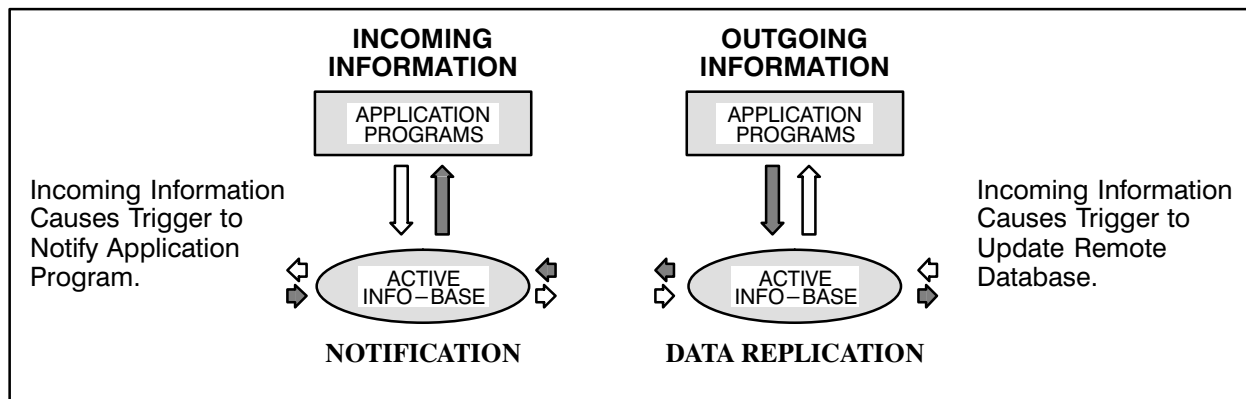 INCOMING
INFORMATION
APPLICATION
PROGRAMS
Incoming Information
Causes Trigger to
Notify Application
Program.
ACTIVE
INFO–BASE
NOTIFICATION
OUTGOING
INFORMATION
APPLICATION
PROGRAMS
Incoming Information
Causes Trigger to
Update Remote
Database.
ACTIVE
INFO–BASE
DATA REPLICATION